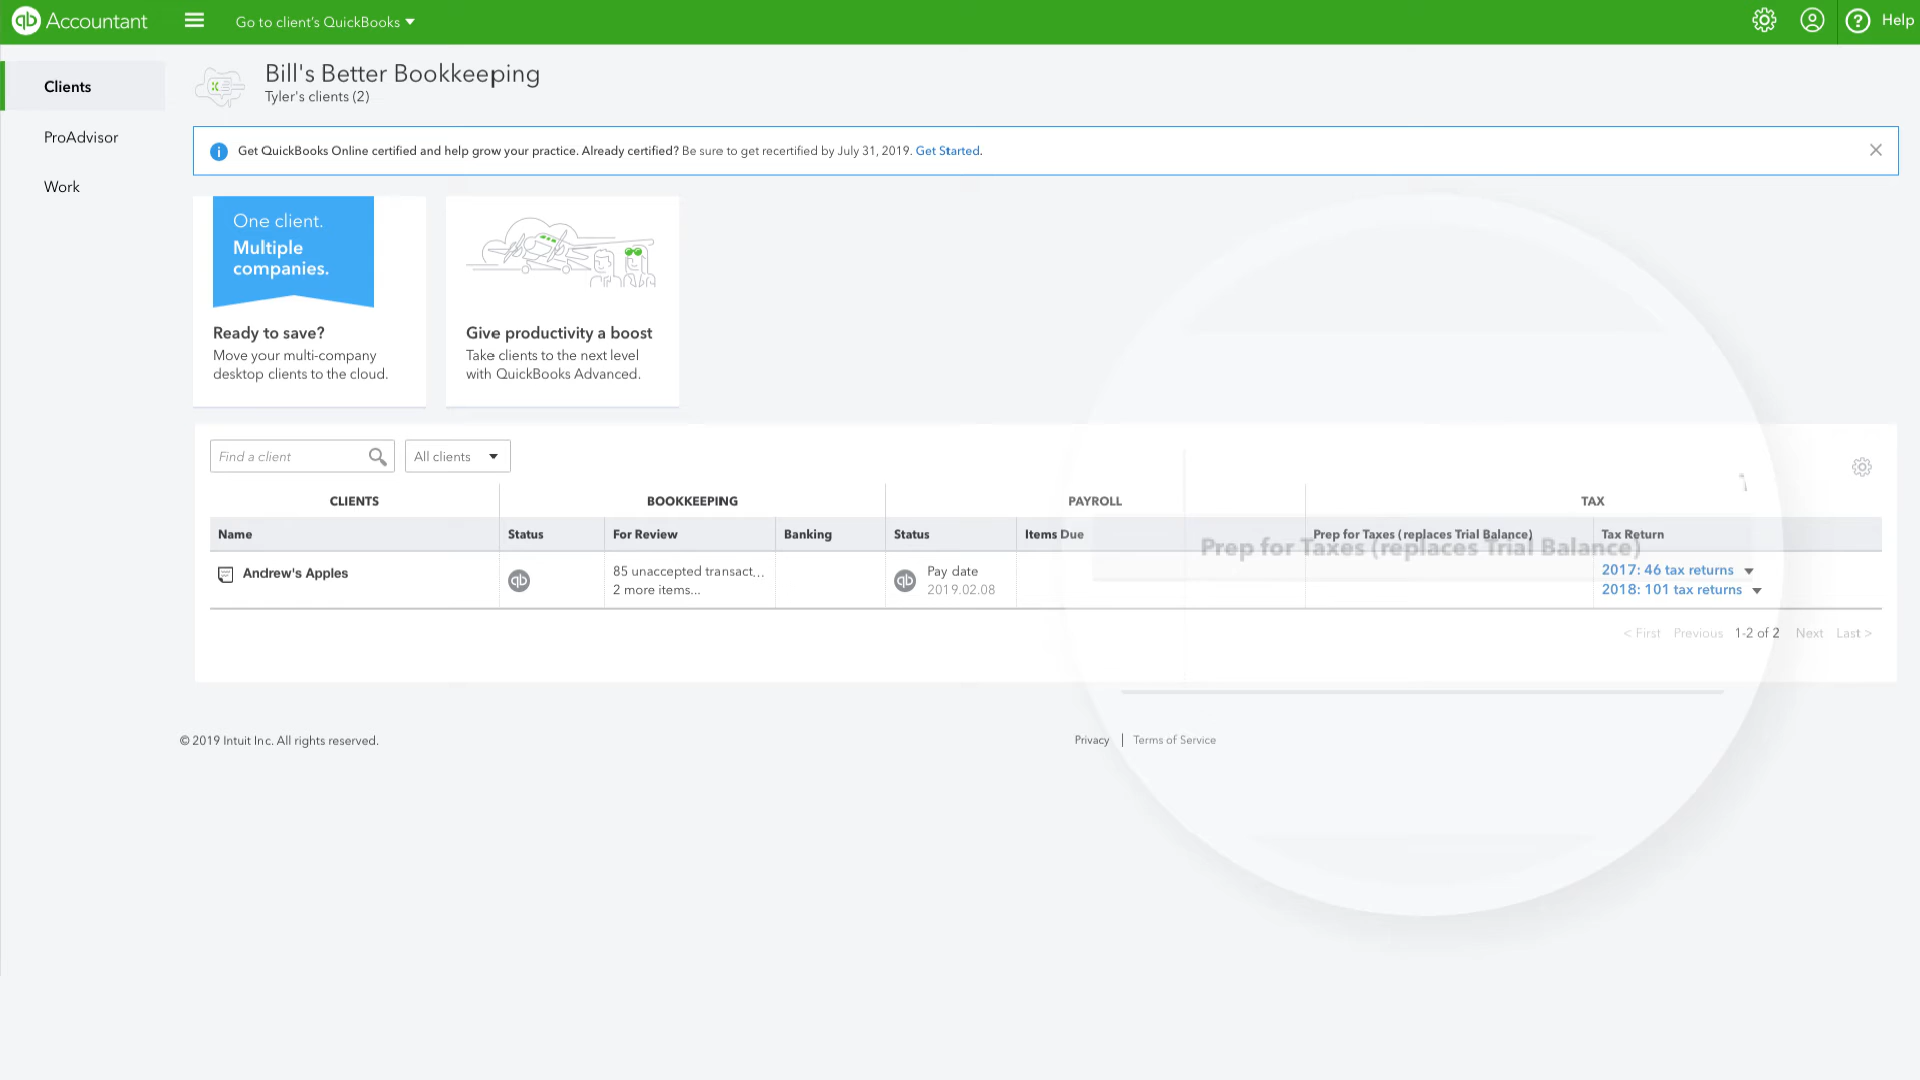 qb Accountant
Go to client's QuickBooks
Help
Clients
ProAdvisor
Work
Bill's Better Bookkeeping
Tyler's clients (2)
Get QuickBooks Online certified and help grow your practice. Already certified? Be sure to get recertified by July 31, 2019. Get Started.
One client.
Multiple
companies.
Ready to save?
Move your multi-company
desktop clients to the cloud.
Give productivity a boost
Take clients to the next level
with QuickBooks Advanced.
Find a client
All clients
CLIENTS BOOKKEEPING PAYROLL TAX
Name Status For Review Banking Status Items Due Prep for Taxes (replaces Trial Balance) Tax Return
Prep for Taxes (replaces Trial Balance)
Andrew's Apples
qb
85 unaccepted transact...
2 more items...
qb
Pay date
2019.02.08
2017: 46 tax returns
2018: 101 tax returns
< First Previous 1-2 of 2 Next Last >
© 2019 Intuit Inc. All rights reserved.
Privacy | Terms of Service